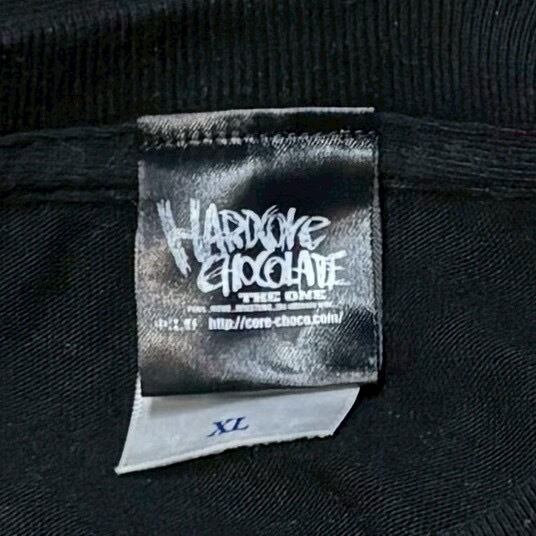 HARDCORE
CHOCOLATE
THE ONE
http://core-choco.com/
XL